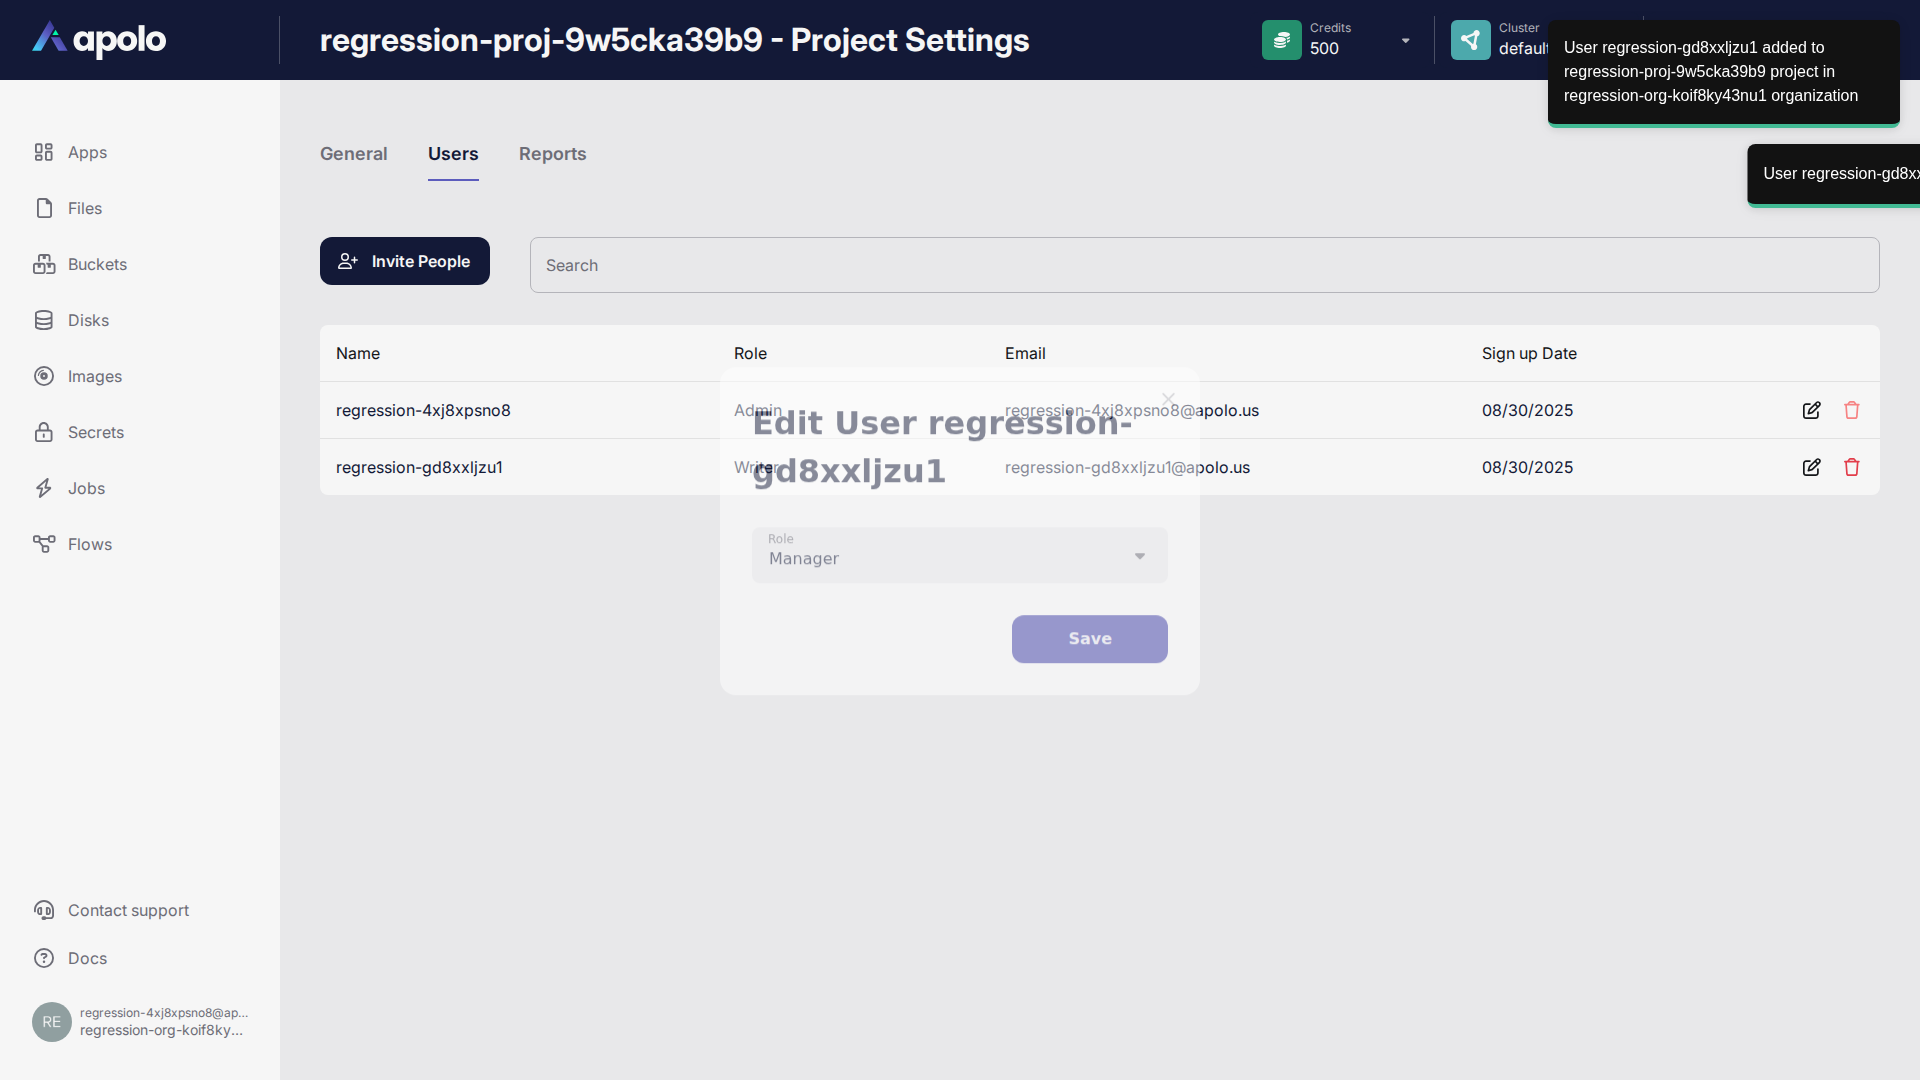 apolo
regression-proj-9w5cka39b9 - Project Settings
Credits
500
Cluster
default
User regression-gd8xxljzu1 added to
regression-proj-9w5cka39b9 project in
regression-org-koif8ky43nu1 organization
User regression-gd8xx
Apps
Files
Buckets
Disks
Images
Secrets
Jobs
Flows
Contact support
Docs
RE
regression-4xj8xpsno8@ap...
regression-org-koif8ky...
General Users Reports
Invite People
Search
Name Role Email Sign up Date
regression-4xj8xpsno8 Admin regression-4xj8xpsno8@apolo.us 08/30/2025
regression-gd8xxljzu1 Writer regression-gd8xxljzu1@apolo.us 08/30/2025
Edit User regression-
gd8xxljzu1
Role
Manager
Save